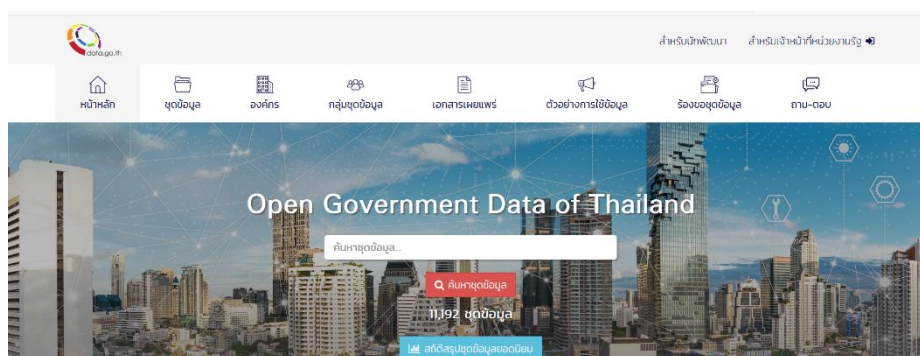 data.go.th
สำหรับนักพัฒนา
สำหรับเจ้าหน้าที่หน่วยงานรัฐ
หน้าหลัก
ชุดข้อมูล
องค์กร
กลุ่มชุดข้อมูล
เอกสารเผยแพร่
ตัวอย่างการใช้ข้อมูล
ร้องขอชุดข้อมูล
ถาม-ตอบ
Open Government Data of Thailand
ค้นหาชุดข้อมูล...
ค้นหาชุดข้อมูล
11,192 ชุดข้อมูล
สถิติสรุปชุดข้อมูลยอดนิยม